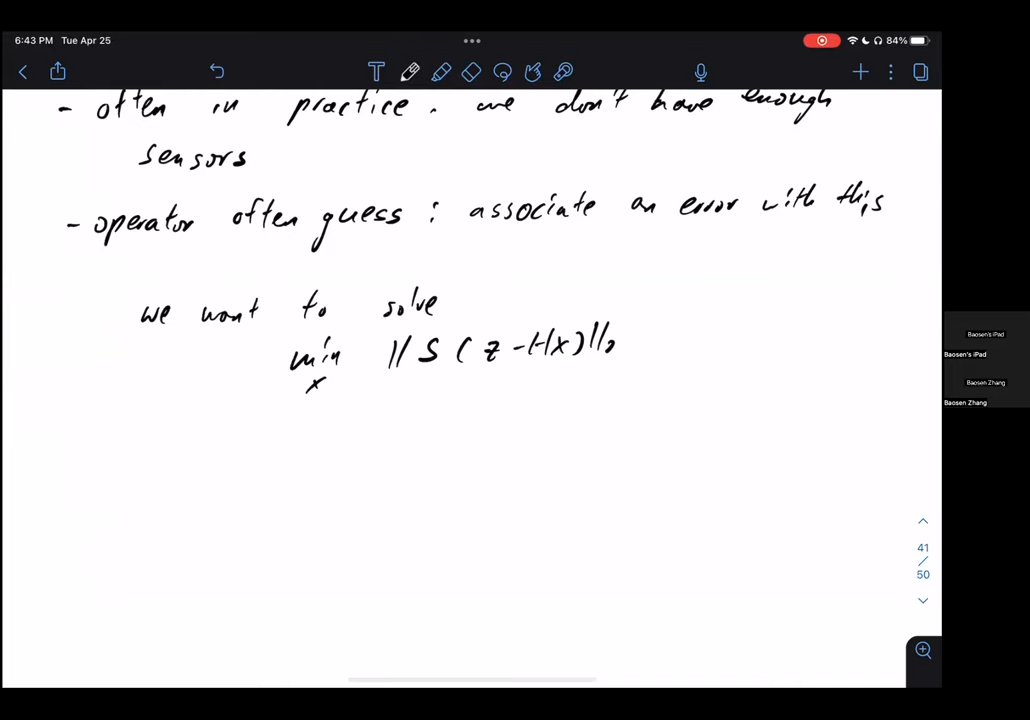 6:43 PM Tue Apr 25
84%
- often in practice . we don't have enough
sensors
- operator often guess : associate an error with this
we want to solve
min || S ( z - Hx ) ||₂
x
Baosen's iPad
Baosen's iPad
Baosen Zhang
Baosen Zhang
41
/
50